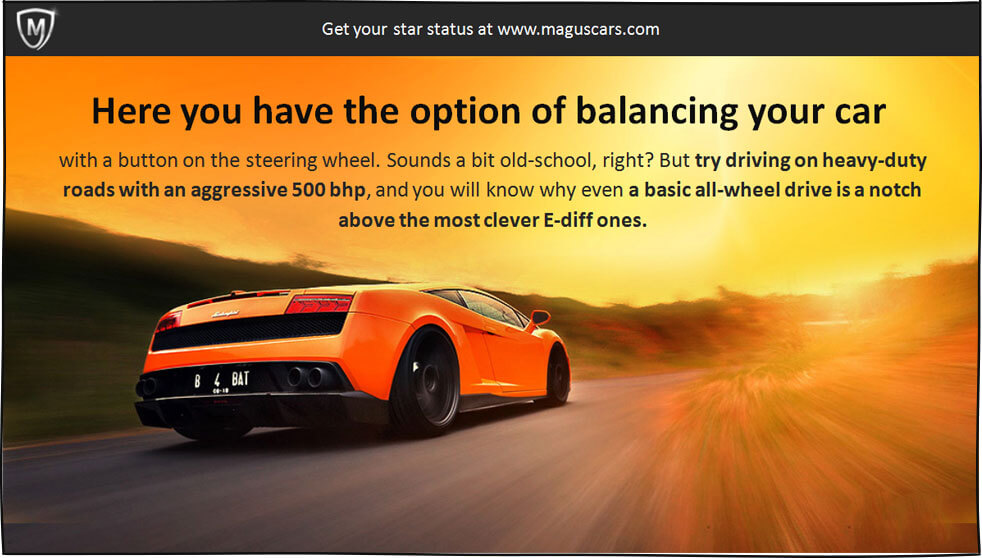 M
Get your star status at www.maguscars.com
Here you have the option of balancing your car
with a button on the steering wheel. Sounds a bit old-school, right? But try driving on heavy-duty
roads with an aggressive 500 bhp, and you will know why even a basic all-wheel drive is a notch
above the most clever E-diff ones.
Lamborghini
B 4 BAT